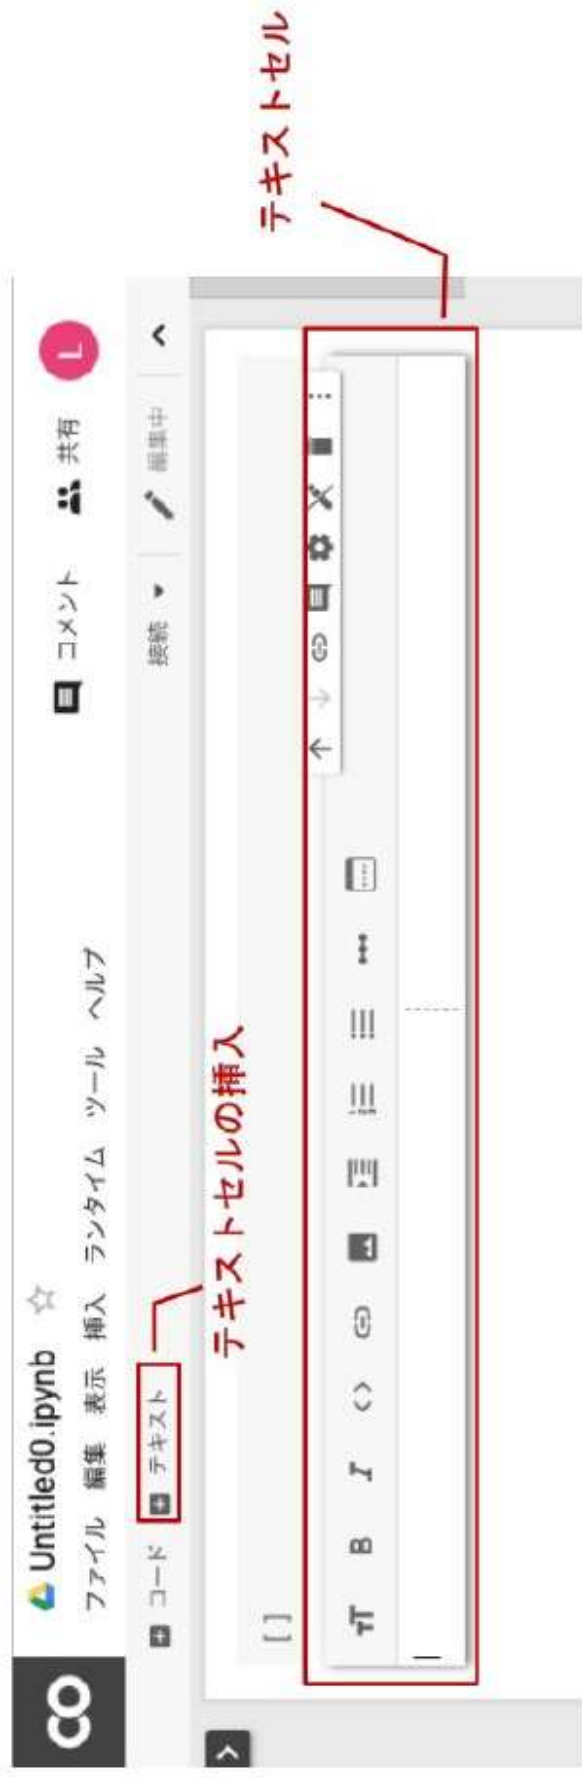 Untitled0.ipynb
ファイル 編集 表示 挿入 ランタイム ツール ヘルプ
コメント 共有 L
コード テキスト 接続 編集中
テキストセルの挿入
[ ]
テキストセル